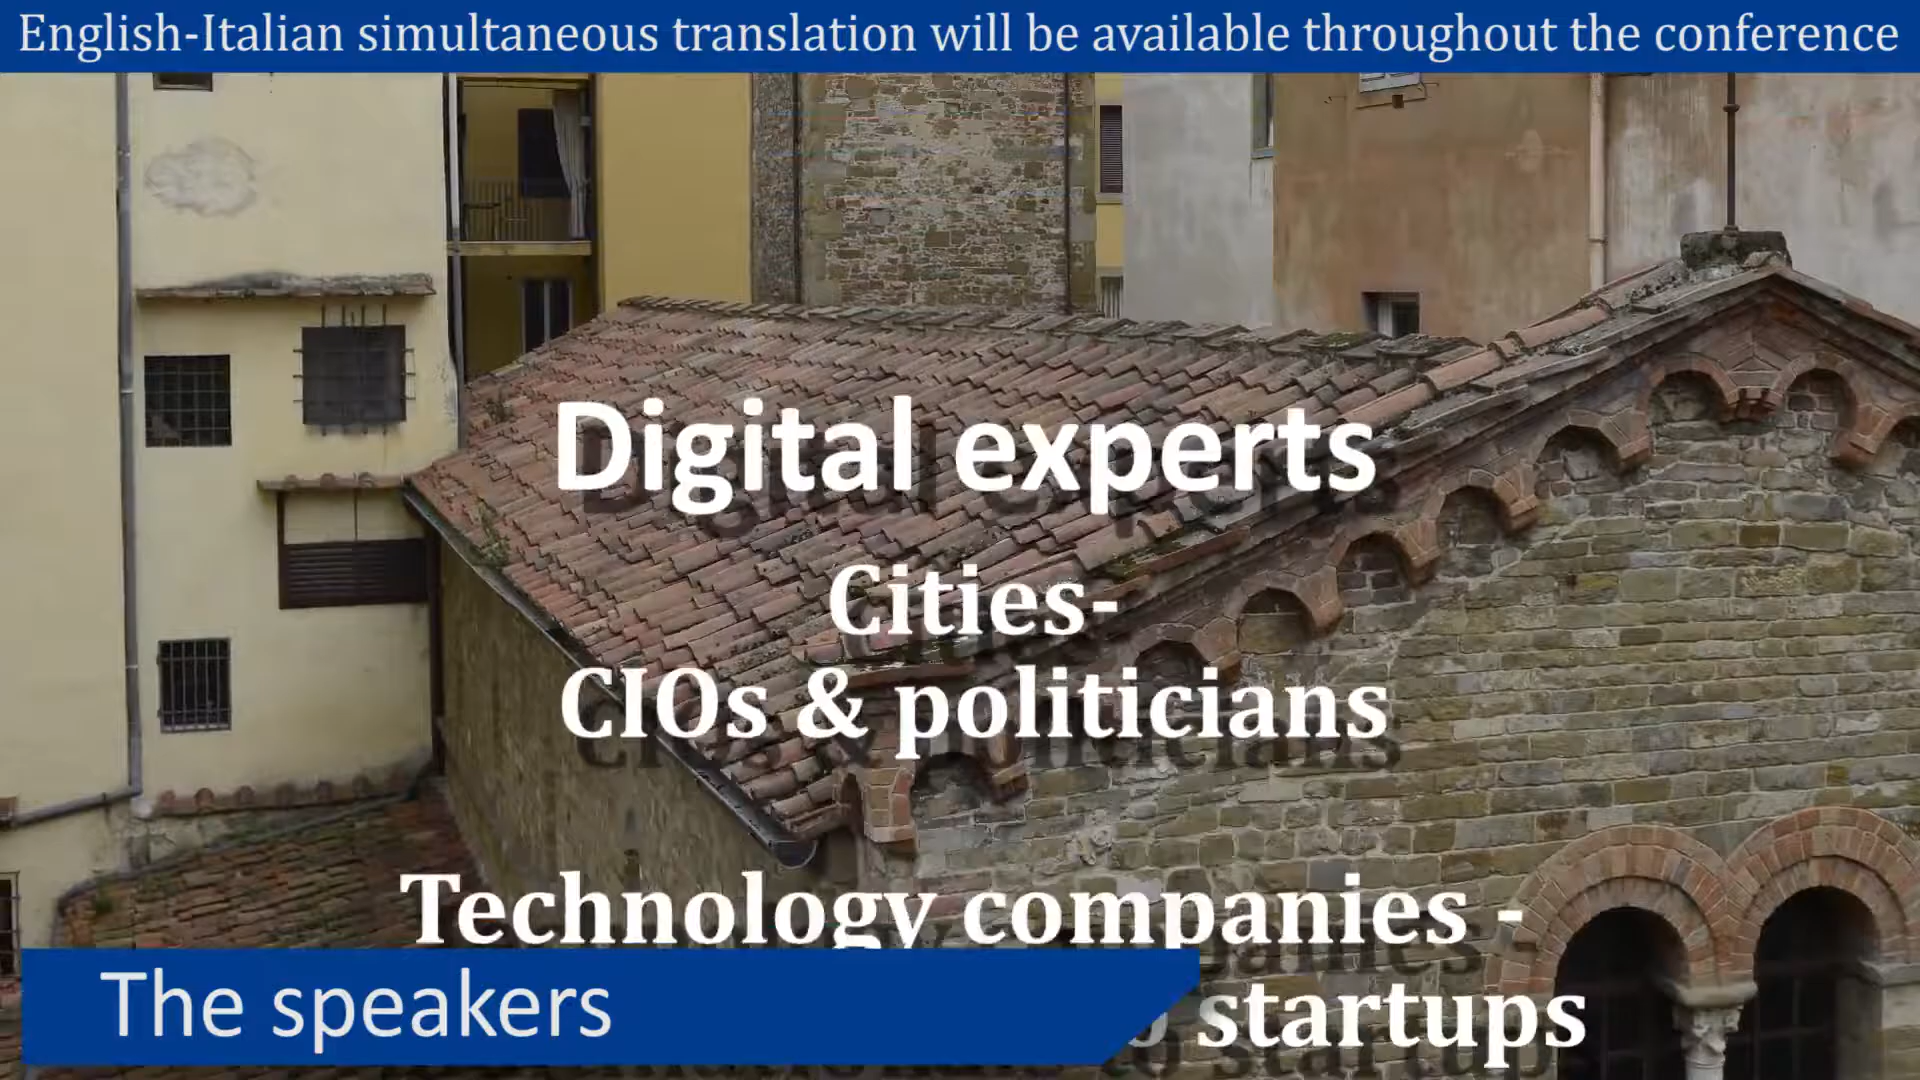 English-Italian simultaneous translation will be available throughout the conference
Digital experts
Cities-
CIOs & politicians
Technology companies -
to startups
The speakers